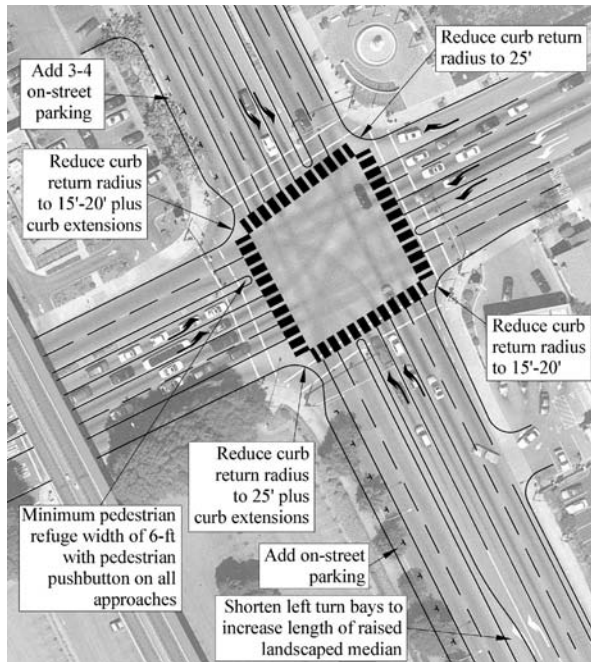 Reduce curb return
radius to 25'
Add 3-4
on-street
parking
Reduce curb
return radius
to 15'-20' plus
curb extensions
Reduce curb
return radius
to 15'-20'
Reduce curb
return radius
to 25' plus
curb extensions
Minimum pedestrian
refuge width of 6-ft
with pedestrian
pushbutton on all
approaches
Add on-street
parking
Shorten left turn bays to
increase length of raised
landscaped median